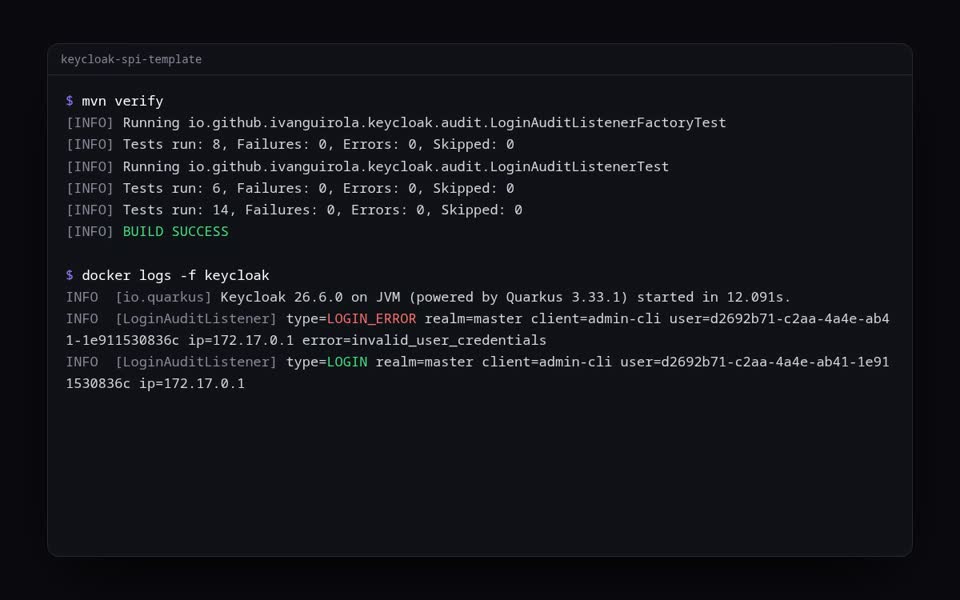 keycloak-spi-template
$ mvn verify
[INFO] Running io.github.ivanguirola.keycloak.audit.LoginAuditListenerFactoryTest
[INFO] Tests run: 8, Failures: 0, Errors: 0, Skipped: 0
[INFO] Running io.github.ivanguirola.keycloak.audit.LoginAuditListenerTest
[INFO] Tests run: 6, Failures: 0, Errors: 0, Skipped: 0
[INFO] Tests run: 14, Failures: 0, Errors: 0, Skipped: 0
[INFO] BUILD SUCCESS
$ docker logs -f keycloak
INFO  [io.quarkus] Keycloak 26.6.0 on JVM (powered by Quarkus 3.33.1) started in 12.091s.
INFO  [LoginAuditListener] type=LOGIN_ERROR realm=master client=admin-cli user=d2692b71-c2aa-4a4e-ab4
1-1e911530836c ip=172.17.0.1 error=invalid_user_credentials
INFO  [LoginAuditListener] type=LOGIN realm=master client=admin-cli user=d2692b71-c2aa-4a4e-ab41-1e91
1530836c ip=172.17.0.1